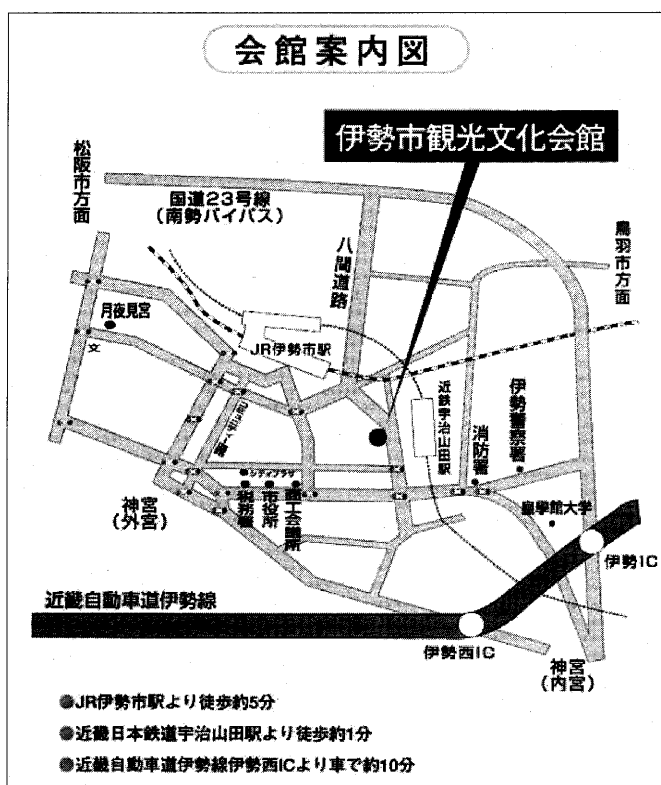 会館案内図
伊勢市観光文化会館
松阪市方面
国道23号線
（南勢バイパス）
八間道路
鳥羽市方面
月夜見宮
文
JR伊勢市駅
近鉄宇治山田駅
伊勢警察署
消防署
シティプラザ
税務署
市役所
商工会議所
皇學館大学
神宮
（外宮）
伊勢IC
近畿自動車道伊勢線
伊勢西IC
神宮
（内宮）
●JR伊勢市駅より徒歩約5分
●近畿日本鉄道宇治山田駅より徒歩約1分
●近畿自動車道伊勢線伊勢西ICより車で約10分